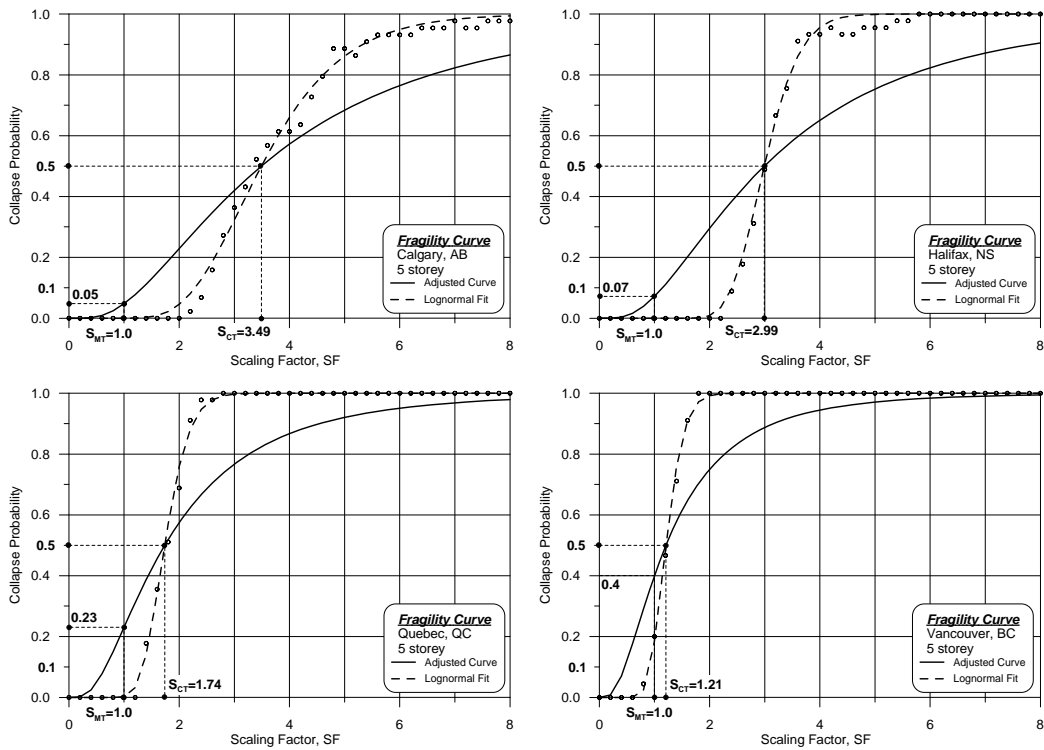 1.0
0.8
0.6
0.5
0.4
0.2
0.1
0.0
Collapse Probability
0.05
S_MT=1.0
S_CT=3.49
0 2 4 6 8
Scaling Factor, SF
Fragility Curve
Calgary, AB
5 storey
Adjusted Curve
Lognormal Fit
1.0
0.8
0.6
0.5
0.4
0.2
0.1
0.0
Collapse Probability
0.07
S_MT=1.0
S_CT=2.99
0 2 4 6 8
Scaling Factor, SF
Fragility Curve
Halifax, NS
5 storey
Adjusted Curve
Lognormal Fit
1.0
0.8
0.6
0.5
0.4
0.2
0.1
0.0
Collapse Probability
0.23
S_CT=1.74
S_MT=1.0
0 2 4 6 8
Scaling Factor, SF
Fragility Curve
Quebec, QC
5 storey
Adjusted Curve
Lognormal Fit
1.0
0.8
0.6
0.5
0.4
0.2
0.1
0.0
Collapse Probability
0.4
S_CT=1.21
S_MT=1.0
0 2 4 6 8
Scaling Factor, SF
Fragility Curve
Vancouver, BC
5 storey
Adjusted Curve
Lognormal Fit